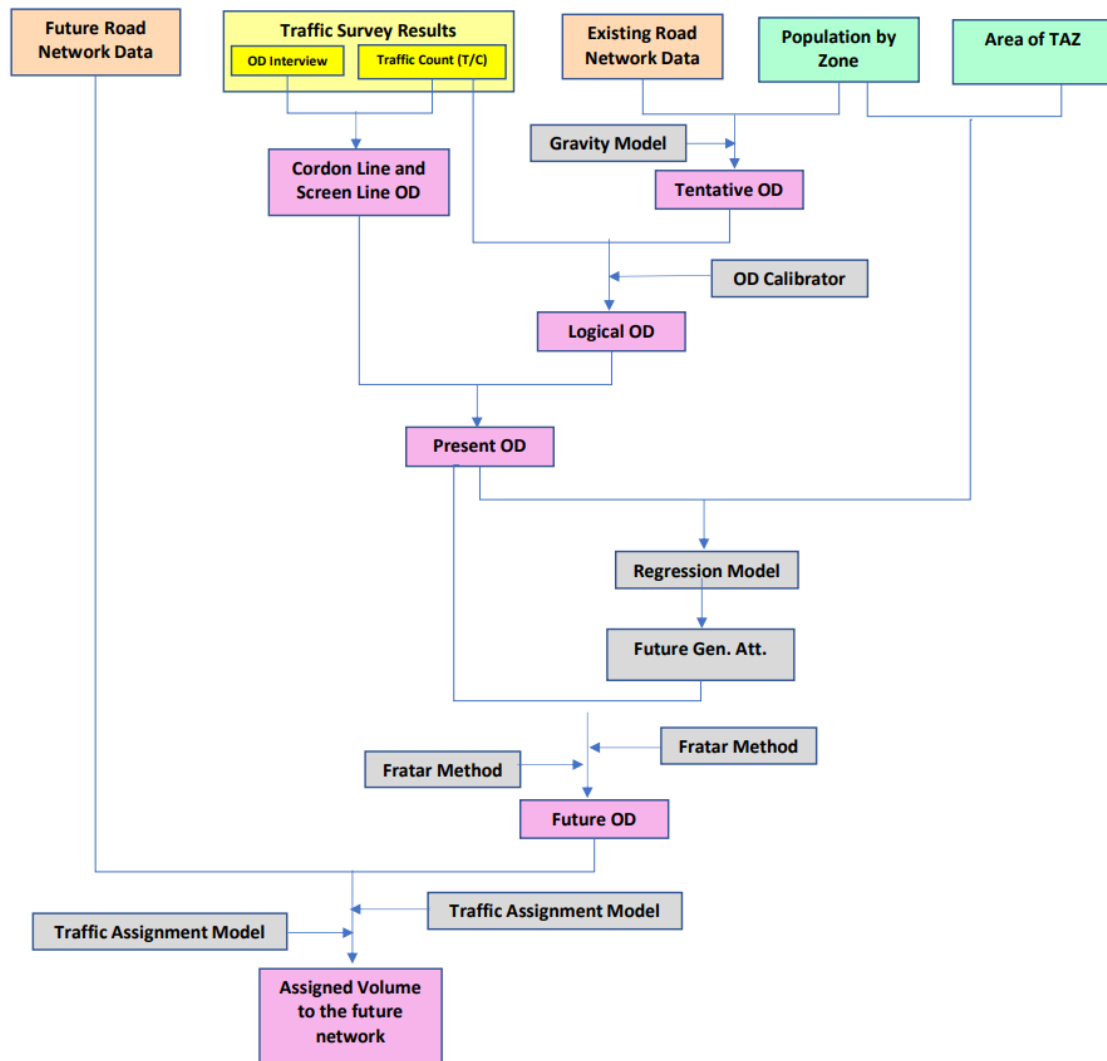 Future Road
Network Data
Traffic Survey Results
OD Interview
Traffic Count (T/C)
Existing Road
Network Data
Population by
Zone
Area of TAZ
Gravity Model
Cordon Line and
Screen Line OD
Tentative OD
OD Calibrator
Logical OD
Present OD
Regression Model
Future Gen. Att.
Fratar Method
Fratar Method
Future OD
Traffic Assignment Model
Traffic Assignment Model
Assigned Volume
to the future
network